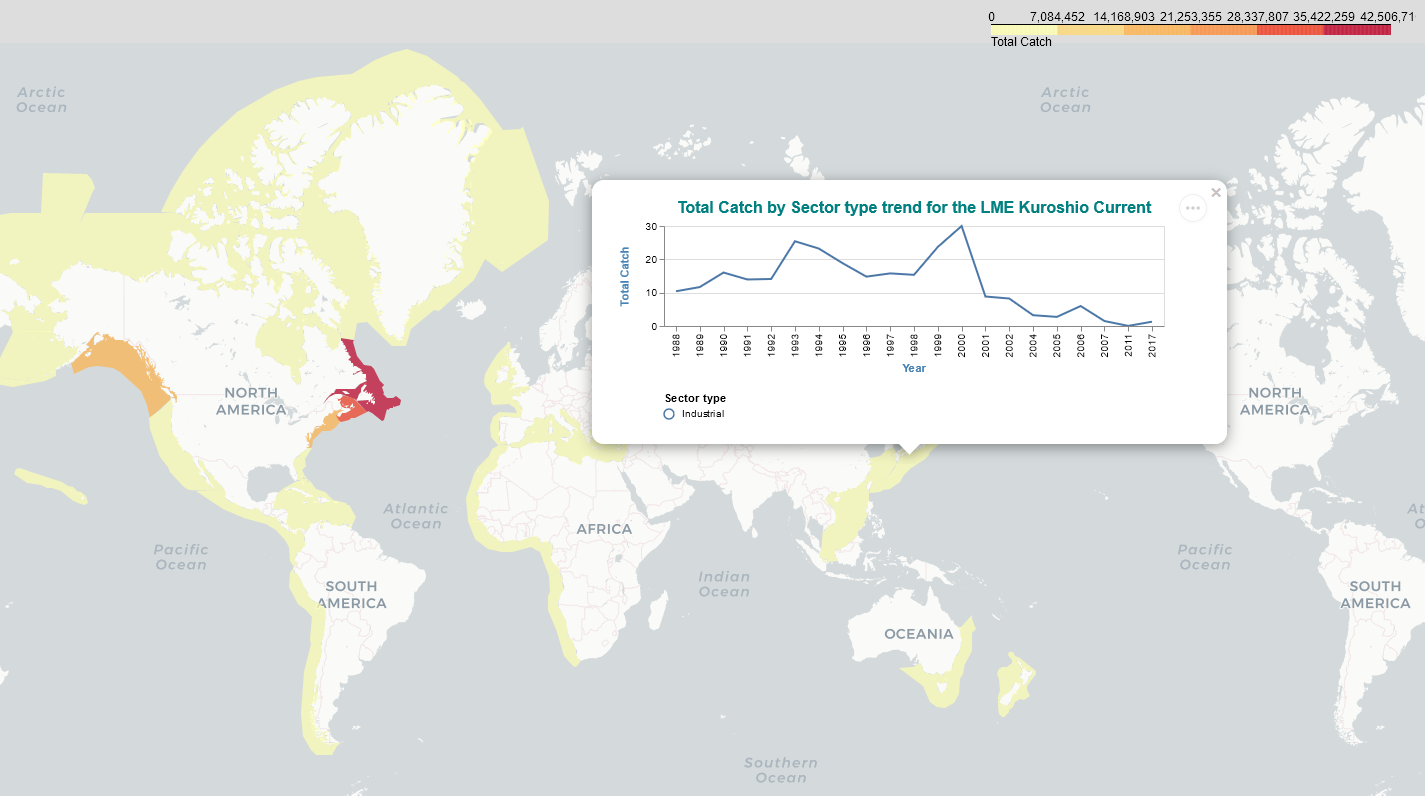 0 7,084,452 14,168,903 21,253,355 28,337,807 35,422,259 42,506,71
Total Catch
Arctic
Ocean
Arctic
Ocean
×
Total Catch by Sector type trend for the LME Kuroshio Current
Total Catch
30
20
10
0
1988 1989 1990 1991 1992 1993 1994 1995 1996 1997 1998 1999 2000 2001 2002 2004 2005 2006 2007 2011 2017
Year
Sector type
Industrial
NORTH
AMERICA
NORTH
AMERICA
Atlantic
Ocean
At
O
AFRICA
Pacific
Ocean
Pacific
Ocean
Indian
Ocean
SOUTH
AMERICA
SOUTH
AMERICA
OCEANIA
Southern
Ocean